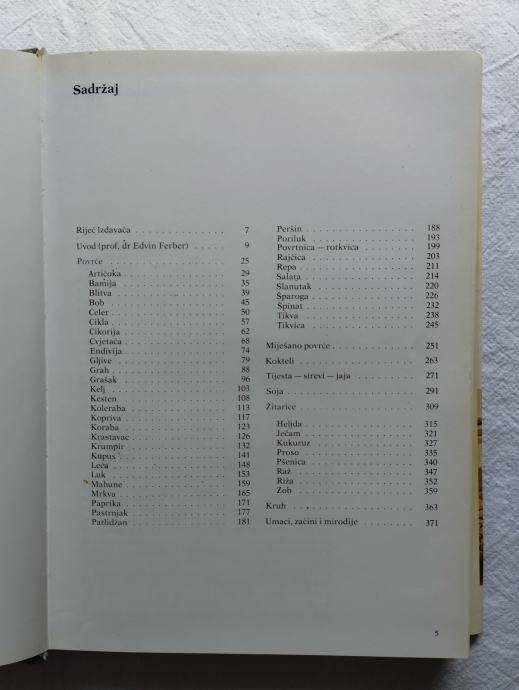 Sadržaj
Riječ Izdavača . . . . . . . . . . . . . 7
Uvod (prof. dr Edvin Ferber) . . . . . 9
Povrće . . . . . . . . . . . . . . . . . 25
Artičoka . . . . . . . . . . . . . . . 29
Bamija . . . . . . . . . . . . . . . 35
Blitva . . . . . . . . . . . . . . . 39
Bob . . . . . . . . . . . . . . . 45
Celer . . . . . . . . . . . . . . . 50
Cikla . . . . . . . . . . . . . . . 57
Cikorija . . . . . . . . . . . . . . . 62
Cvjetača . . . . . . . . . . . . . . . 68
Endivija . . . . . . . . . . . . . . . 74
Gljive . . . . . . . . . . . . . . . 79
Grah . . . . . . . . . . . . . . . 88
Grašak . . . . . . . . . . . . . . . 96
Kelj . . . . . . . . . . . . . . . 103
Kesten . . . . . . . . . . . . . . . 108
Koleraba . . . . . . . . . . . . . . . 113
Kopriva . . . . . . . . . . . . . . . 117
Koraba . . . . . . . . . . . . . . . 123
Krastavac . . . . . . . . . . . . . . . 126
Krumpir . . . . . . . . . . . . . . . 132
Kupus . . . . . . . . . . . . . . . 141
Leća . . . . . . . . . . . . . . . 148
Luk . . . . . . . . . . . . . . . 153
Mahune . . . . . . . . . . . . . . . 159
Mrkva . . . . . . . . . . . . . . . 165
Paprika . . . . . . . . . . . . . . . 171
Pastrnjak . . . . . . . . . . . . . . . 177
Patlidžan . . . . . . . . . . . . . . . 181
Peršin . . . . . . . . . . . . . . . 188
Poriluk . . . . . . . . . . . . . . . 193
Povrtnica — rotkvica . . . . . . . . 199
Rajčica . . . . . . . . . . . . . . . 203
Repa . . . . . . . . . . . . . . . 211
Salata . . . . . . . . . . . . . . . 214
Slanutak . . . . . . . . . . . . . . . 220
Šparoga . . . . . . . . . . . . . . . 226
Špinat . . . . . . . . . . . . . . . 232
Tikva . . . . . . . . . . . . . . . 238
Tikvica . . . . . . . . . . . . . . . 245
Miješano povrće . . . . . . . . . . . 251
Kokteli . . . . . . . . . . . . . . . 263
Tijesta — sirevi — jaja . . . . . . . . 271
Soja . . . . . . . . . . . . . . . 291
Žitarice . . . . . . . . . . . . . . . 309
Heljda . . . . . . . . . . . . . . . 315
Ječam . . . . . . . . . . . . . . . 321
Kukuruz . . . . . . . . . . . . . . . 327
Proso . . . . . . . . . . . . . . . 335
Pšenica . . . . . . . . . . . . . . . 340
Raž . . . . . . . . . . . . . . . 347
Riža . . . . . . . . . . . . . . . 352
Zob . . . . . . . . . . . . . . . 359
Kruh . . . . . . . . . . . . . . . 363
Umaci, začini i mirodije . . . . . . . 371
5